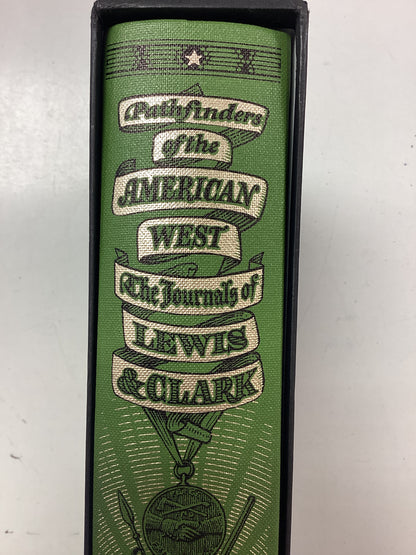 Pathfinders
of the
AMERICAN
WEST
The Journals of
LEWIS
& CLARK